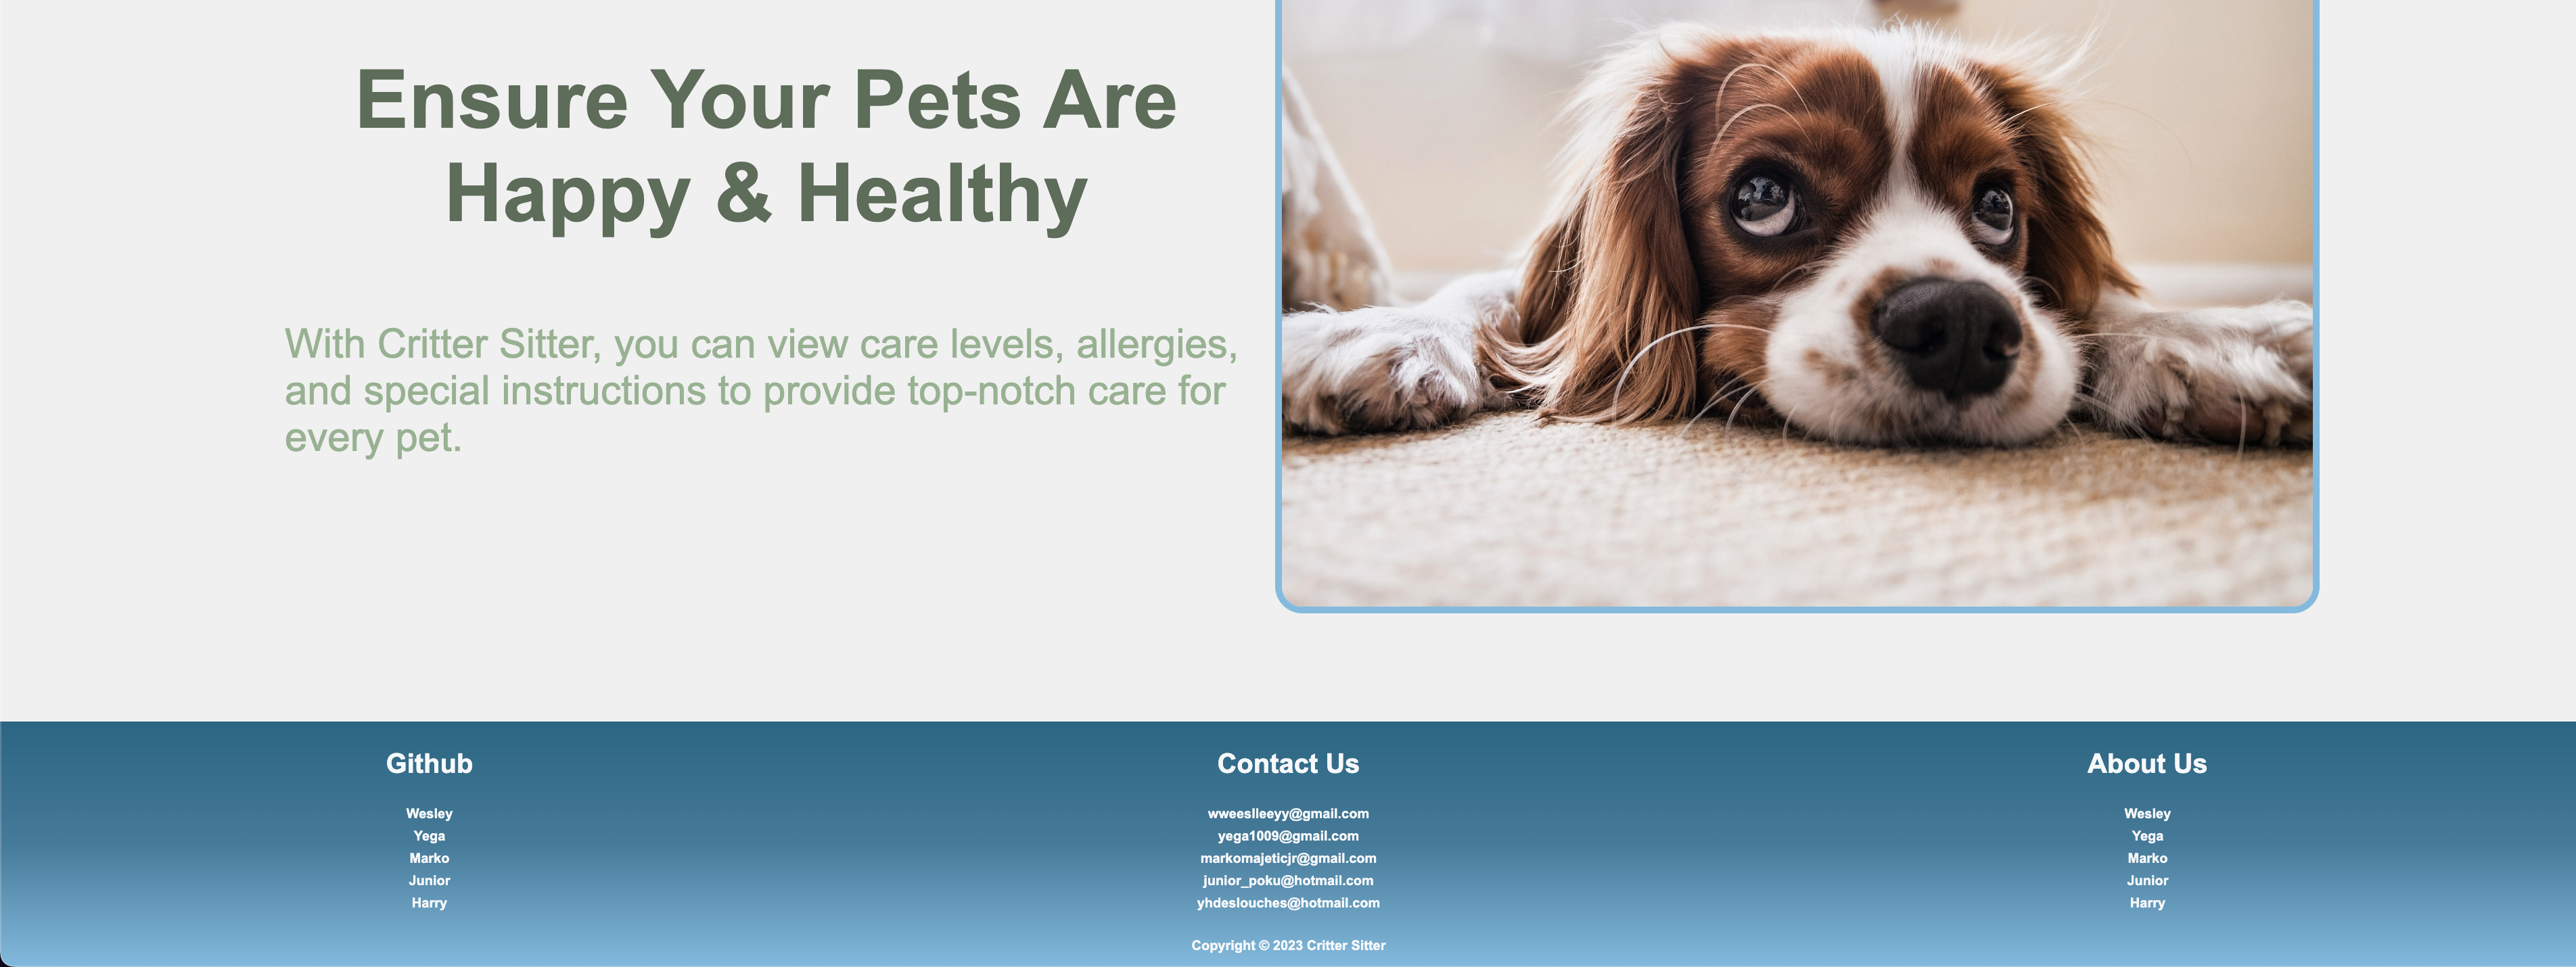 Ensure Your Pets Are
Happy & Healthy
With Critter Sitter, you can view care levels, allergies,
and special instructions to provide top-notch care for
every pet.
Github
Wesley
Yega
Marko
Junior
Harry
Contact Us
wweeslleeyy@gmail.com
yega1009@gmail.com
markomajeticjr@gmail.com
junior_poku@hotmail.com
yhdeslouches@hotmail.com
About Us
Wesley
Yega
Marko
Junior
Harry
Copyright © 2023 Critter Sitter